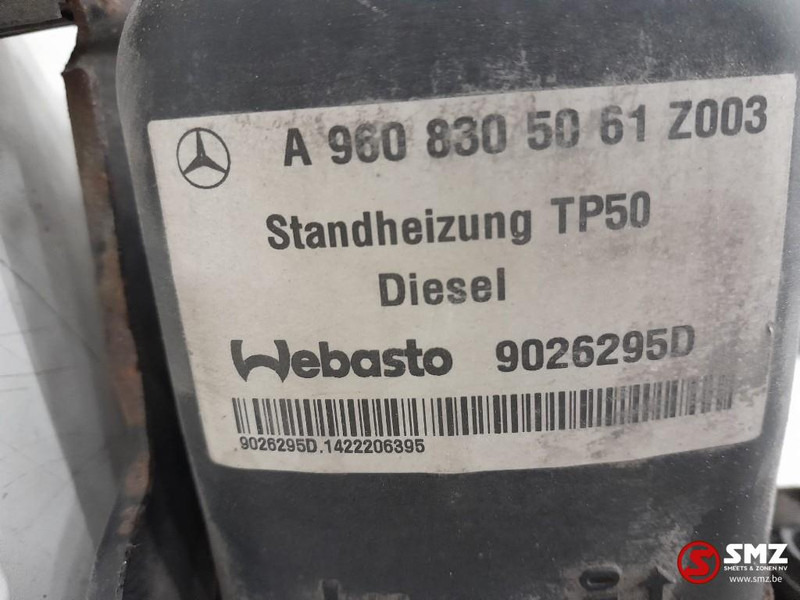 A 960 830 50 61 Z003
Standheizung TP50
Diesel
Webasto 9026295D
9026295D.1422206395
SMZ
SMEETS & ZONEN NV
www.smz.be